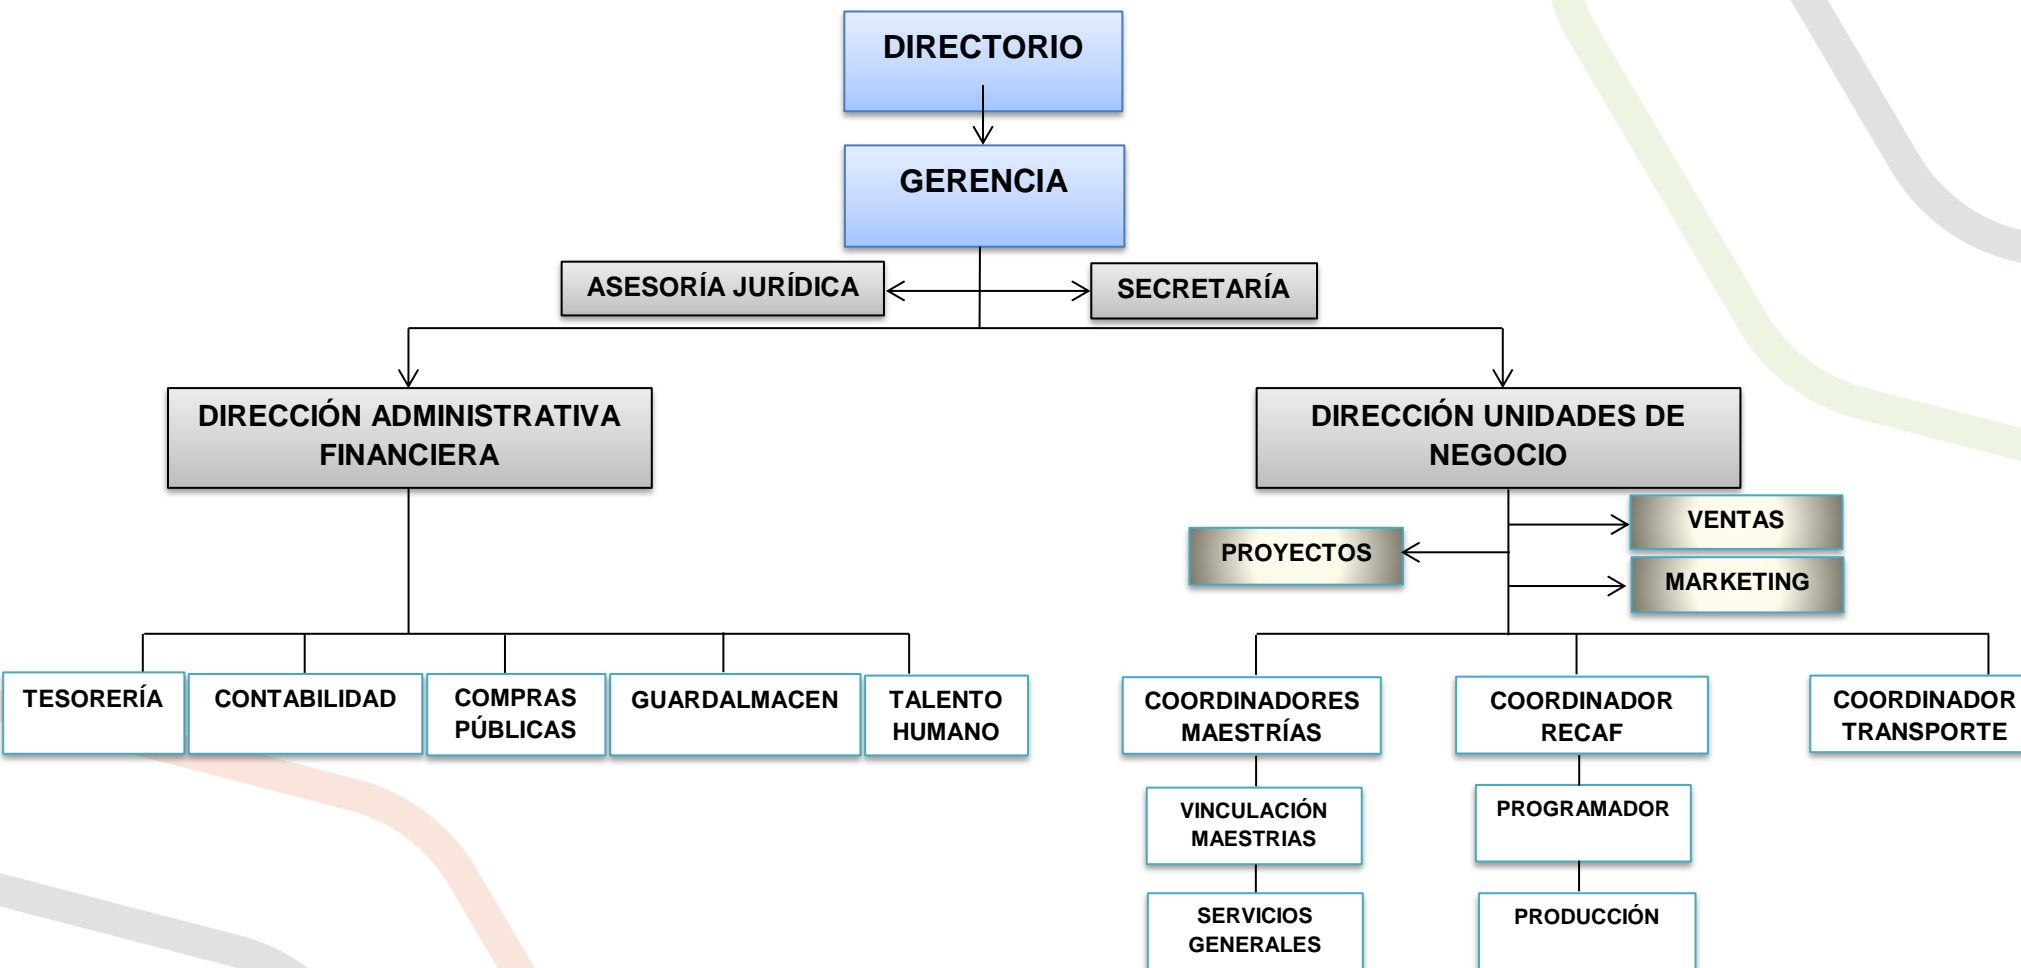 DIRECTORIO
GERENCIA
ASESORÍA JURÍDICA
SECRETARÍA
DIRECCIÓN ADMINISTRATIVA
FINANCIERA
DIRECCIÓN UNIDADES DE
NEGOCIO
VENTAS
PROYECTOS
MARKETING
TESORERÍA
CONTABILIDAD
COMPRAS
PÚBLICAS
GUARDALMACEN
TALENTO
HUMANO
COORDINADORES
MAESTRÍAS
COORDINADOR
RECAF
COORDINADOR
TRANSPORTE
VINCULACIÓN
MAESTRIAS
PROGRAMADOR
SERVICIOS
GENERALES
PRODUCCIÓN